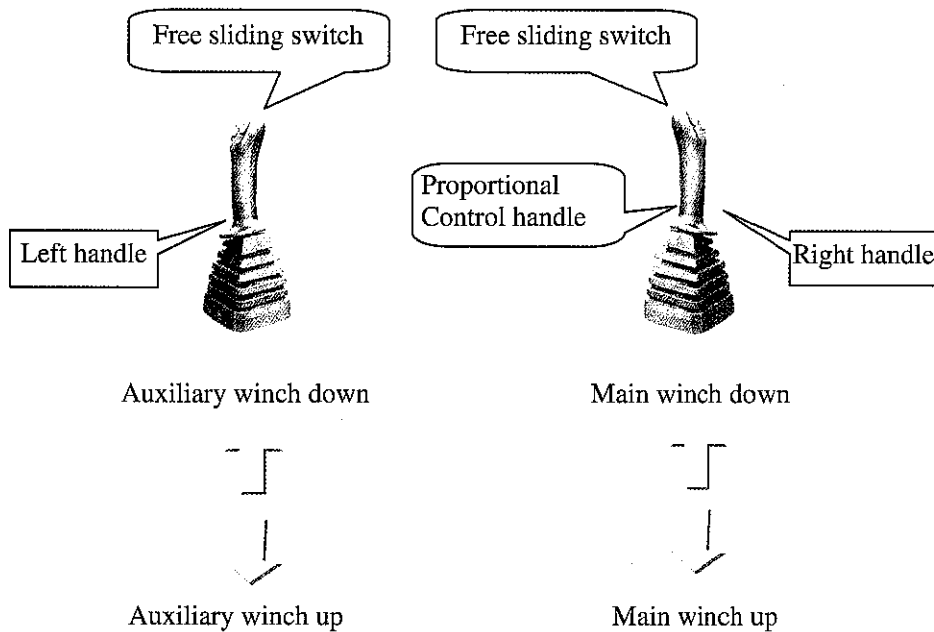 Free sliding switch
Free sliding switch
Proportional
Control handle
Left handle
Right handle
Auxiliary winch down
Main winch down
Auxiliary winch up
Main winch up